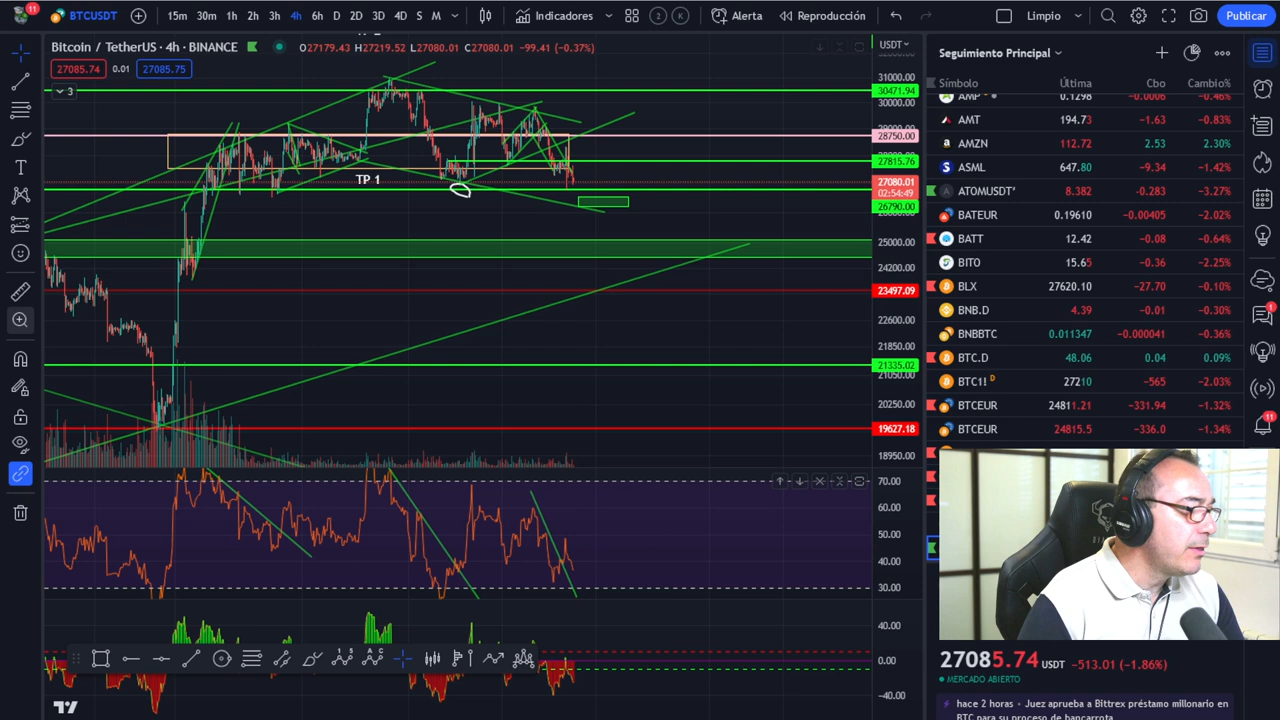 11
BTCUSDT
15m 30m 1h 2h 3h 4h 6h D 2D 3D 4D S M
Indicadores
2 K
Alerta
Reproducción
Limpio
Publicar
Bitcoin / TetherUS · 4h · BINANCE
O27179.43 H27219.52 L27080.01 C27080.01 −99.41 (−0.37%)
27085.74 0.01 27085.75
3
USDT
31000.00
30471.94
30000.00
28750.00
27815.76
27080.01
02:54:49
26790.00
25000.00
24200.00
23497.09
22600.00
21850.00
21335.02
21050.00
20250.00
19627.18
18950.00
TP 1
70.00
60.00
50.00
40.00
30.00
40.00
0.00
−40.00
Seguimiento Principal
Símbolo Última Cbo Cambio%
AMP 0.1298 −0.0006 −0.46%
AMT 194.73 −1.63 −0.83%
AMZN 112.72 2.53 2.30%
ASML 647.80 −9.34 −1.42%
ATOMUSDT 8.382 −0.283 −3.27%
BATEUR 0.19610 −0.00405 −2.02%
BATT 12.42 −0.08 −0.64%
BITO 15.65 −0.36 −2.25%
BLX 27620.10 −27.70 −0.10%
BNB.D 4.39 −0.01 −0.30%
BNBBTC 0.011347 −0.000041 −0.36%
BTC.D 48.06 0.04 0.09%
BTC1! D 27210 −565 −2.03%
BTCEUR 24811.21 −331.94 −1.32%
BTCEUR 24815.5 −336.0 −1.34%
27085.74 USDT −513.01 (−1.86%)
MERCADO ABIERTO
hace 2 horas • Juez aprueba a Bittrex préstamo millonario en
BTC para su proceso de bancarrota
1
11